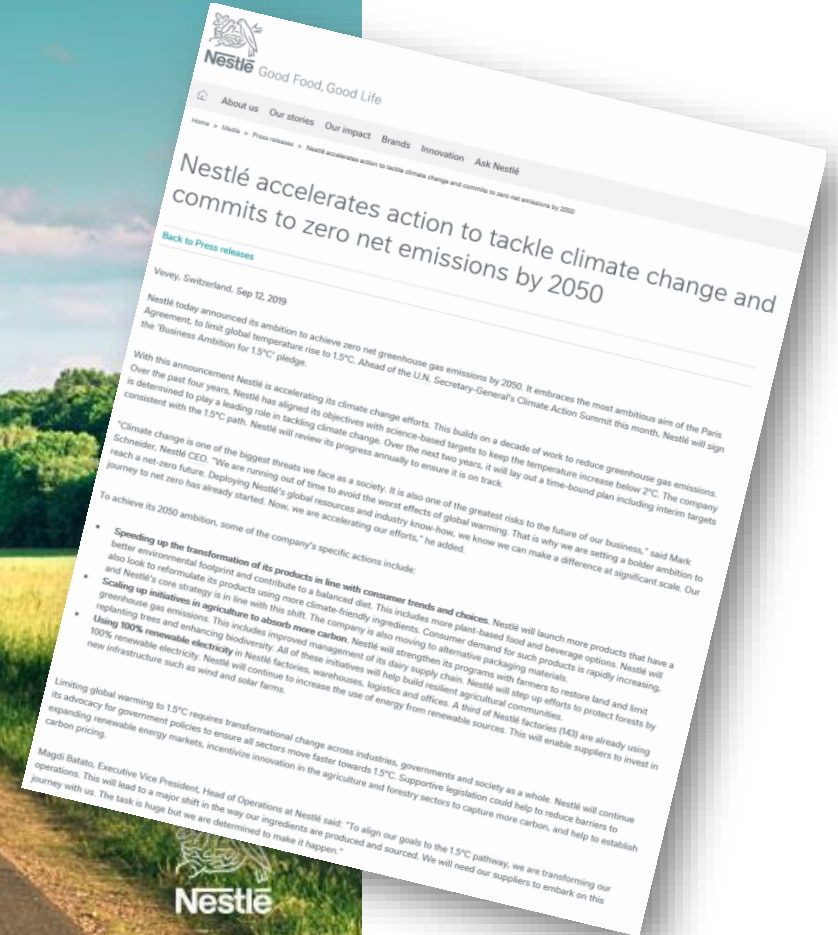 Nestlé Good Food, Good Life
About us Our stories Our impact Brands Innovation Ask Nestlé
Home > Media > Press releases > Nestlé accelerates action to tackle climate change and commits to zero net emissions by 2050
Nestlé accelerates action to tackle climate change and
commits to zero net emissions by 2050
Back to Press releases
Vevey, Switzerland, Sep 12, 2019
Nestlé today announced its ambition to achieve zero net greenhouse gas emissions by 2050. It embraces the most ambitious aim of the Paris
Agreement, to limit global temperature rise to 1.5°C. Ahead of the U.N. Secretary-General's Climate Action Summit this month, Nestlé will sign
the 'Business Ambition for 1.5°C' pledge.
With this announcement Nestlé is accelerating its climate change efforts. This builds on a decade of work to reduce greenhouse gas emissions.
Over the past four years, Nestlé has aligned its objectives with science-based targets to keep the temperature increase below 2°C. The company
is determined to play a leading role in tackling climate change. Over the next two years, it will lay out a time-bound plan including interim targets
consistent with the 1.5°C path. Nestlé will review its progress annually to ensure it is on track.
"Climate change is one of the biggest threats we face as a society. It is also one of the greatest risks to the future of our business," said Mark
Schneider, Nestlé CEO. "We are running out of time to avoid the worst effects of global warming. That is why we are setting a bolder ambition to
reach a net-zero future. Deploying Nestlé's global resources and industry know-how, we know we can make a difference at significant scale. Our
journey to net zero has already started. Now, we are accelerating our efforts," he added.
To achieve its 2050 ambition, some of the company's specific actions include:
• Speeding up the transformation of its products in line with consumer trends and choices. Nestlé will launch more products that have a
better environmental footprint and contribute to a balanced diet. This includes more plant-based food and beverage options. Nestlé will
also look to reformulate its products using more climate-friendly ingredients. Consumer demand for such products is rapidly increasing,
and Nestlé's core strategy is in line with this shift. The company is also moving to alternative packaging materials.
• Scaling up initiatives in agriculture to absorb more carbon. Nestlé will strengthen its programs with farmers to restore land and limit
greenhouse gas emissions. This includes improved management of its dairy supply chain. Nestlé will step up efforts to protect forests by
replanting trees and enhancing biodiversity. All of these initiatives will help build resilient agricultural communities.
• Using 100% renewable electricity in Nestlé factories, warehouses, logistics and offices. A third of Nestlé factories (143) are already using
100% renewable electricity. Nestlé will continue to increase the use of energy from renewable sources. This will enable suppliers to invest in
new infrastructure such as wind and solar farms.
Limiting global warming to 1.5°C requires transformational change across industries, governments and society as a whole. Nestlé will continue
its advocacy for government policies to ensure all sectors move faster towards 1.5°C. Supportive legislation could help to reduce barriers to
expanding renewable energy markets, incentivize innovation in the agriculture and forestry sectors to capture more carbon, and help to establish
carbon pricing.
Magdi Batato, Executive Vice President, Head of Operations at Nestlé said: "To align our goals to the 1.5°C pathway, we are transforming our
operations. This will lead to a major shift in the way our ingredients are produced and sourced. We will need our suppliers to embark on this
journey with us. The task is huge but we are determined to make it happen."
Nestlé